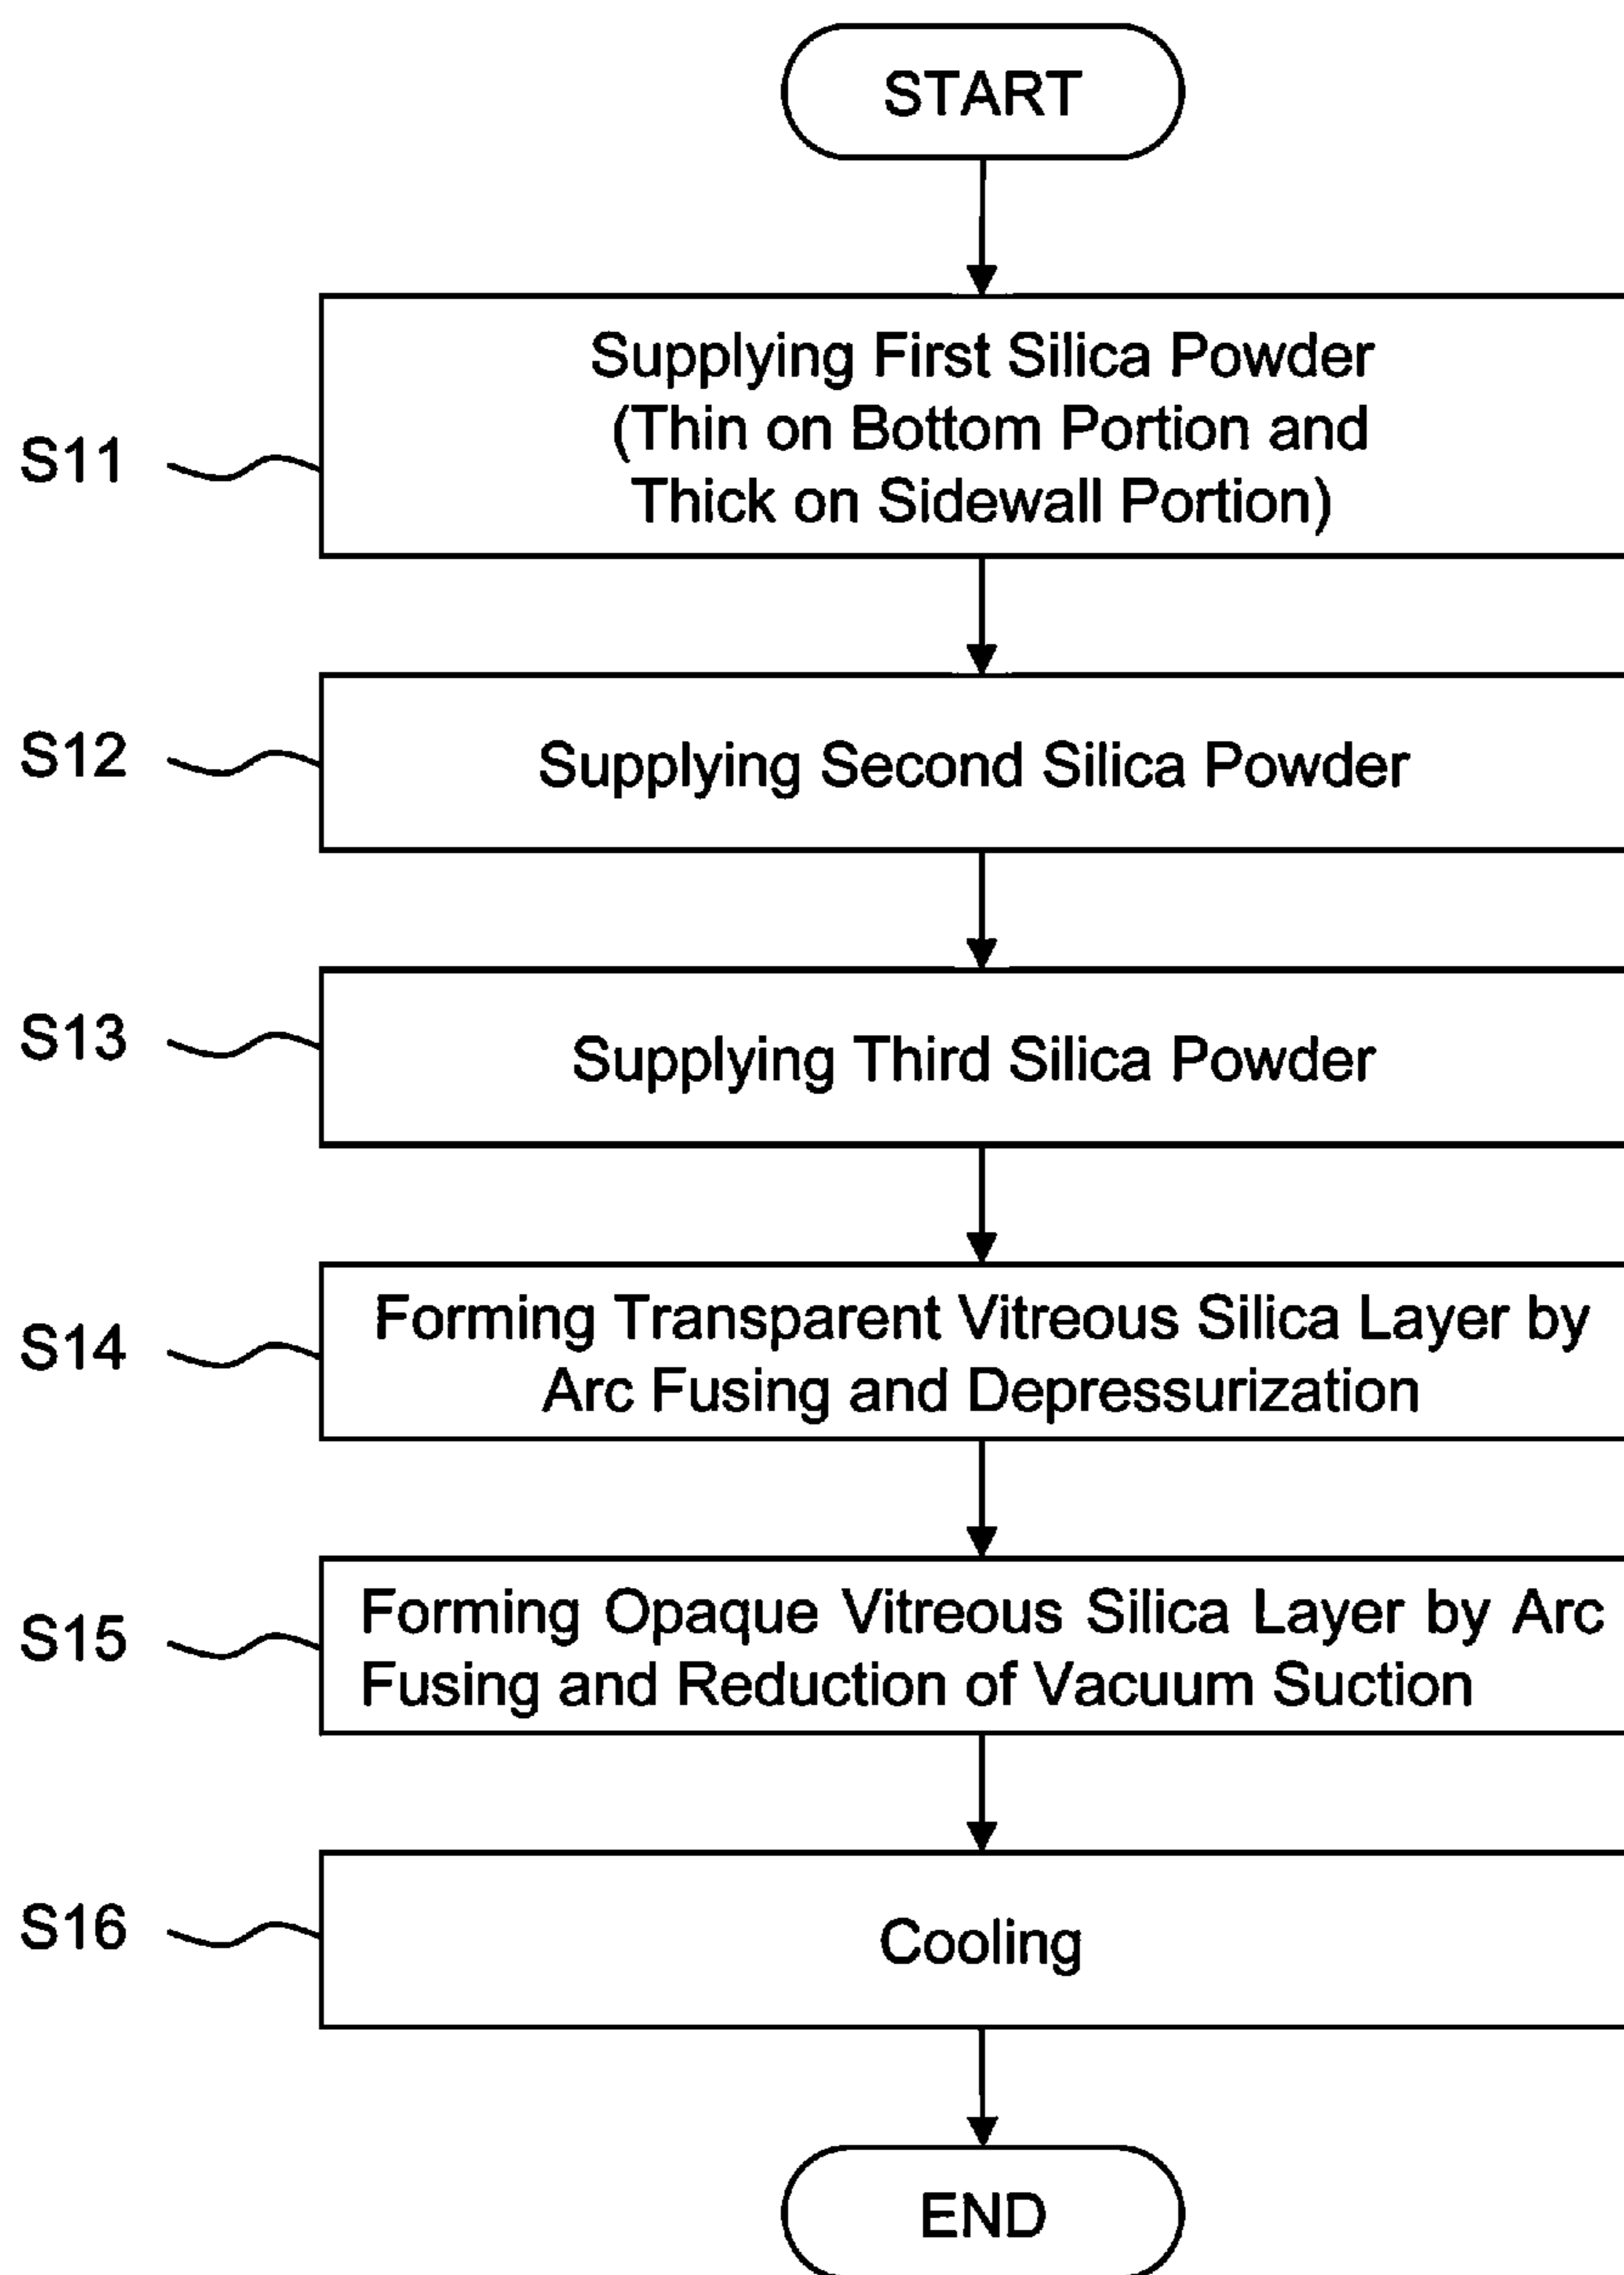 START
S11
Supplying First Silica Powder
(Thin on Bottom Portion and
Thick on Sidewall Portion)
S12
Supplying Second Silica Powder
S13
Supplying Third Silica Powder
S14
Forming Transparent Vitreous Silica Layer by
Arc Fusing and Depressurization
S15
Forming Opaque Vitreous Silica Layer by Arc
Fusing and Reduction of Vacuum Suction
S16
Cooling
END